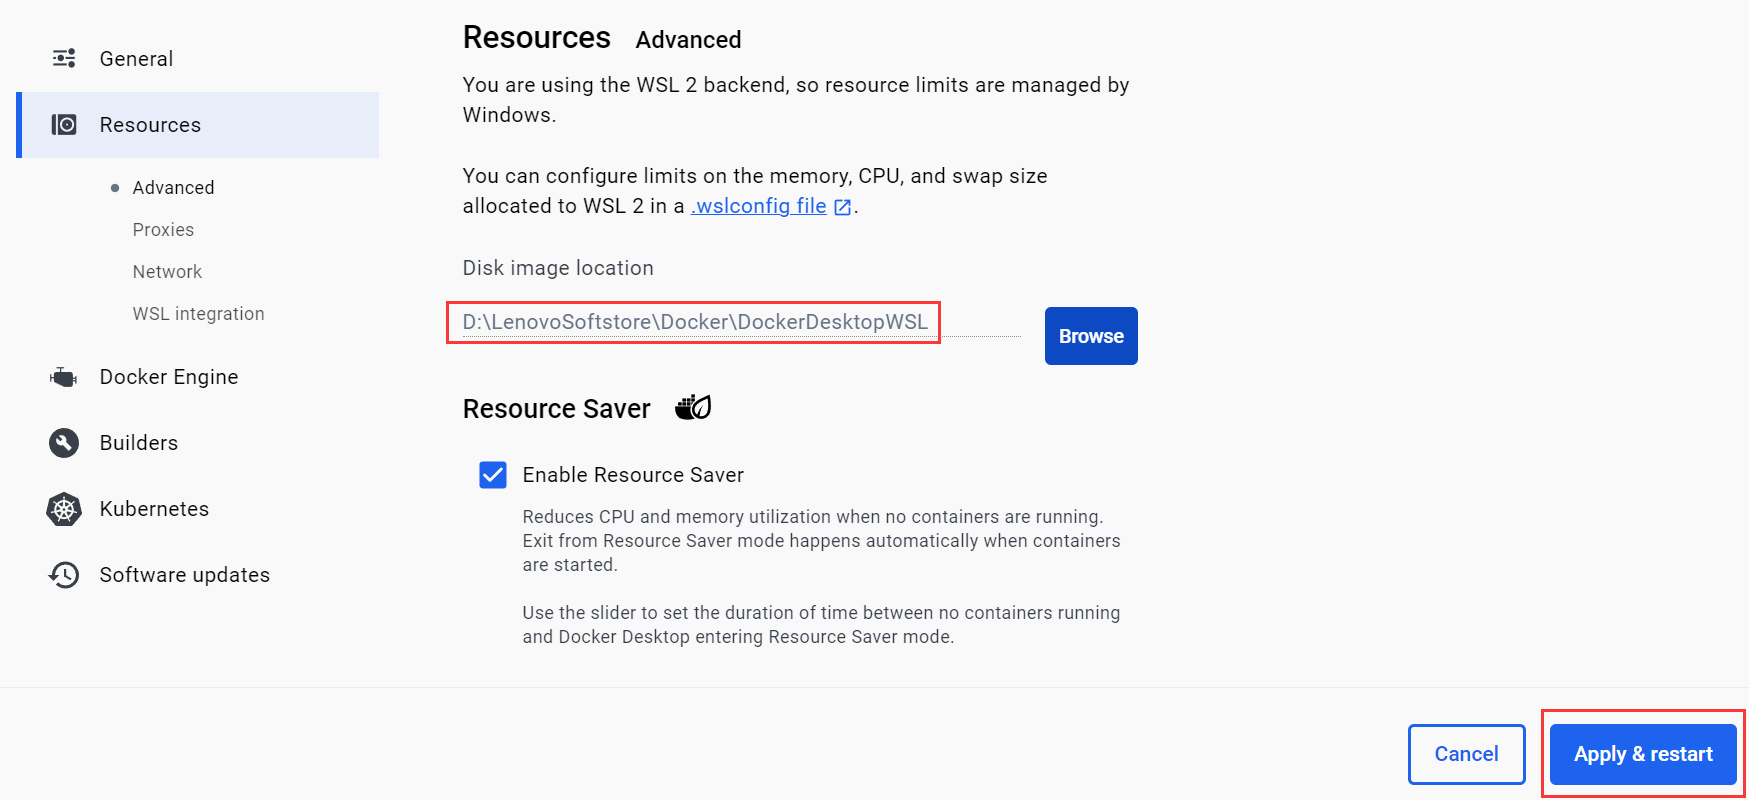 General
Resources
Advanced
Proxies
Network
WSL integration
Docker Engine
Builders
Kubernetes
Software updates
Resources Advanced
You are using the WSL 2 backend, so resource limits are managed by
Windows.
You can configure limits on the memory, CPU, and swap size
allocated to WSL 2 in a .wslconfig file .
Disk image location
D:\LenovoSoftstore\Docker\DockerDesktopWSL
Browse
Resource Saver
Enable Resource Saver
Reduces CPU and memory utilization when no containers are running.
Exit from Resource Saver mode happens automatically when containers
are started.
Use the slider to set the duration of time between no containers running
and Docker Desktop entering Resource Saver mode.
Cancel
Apply & restart